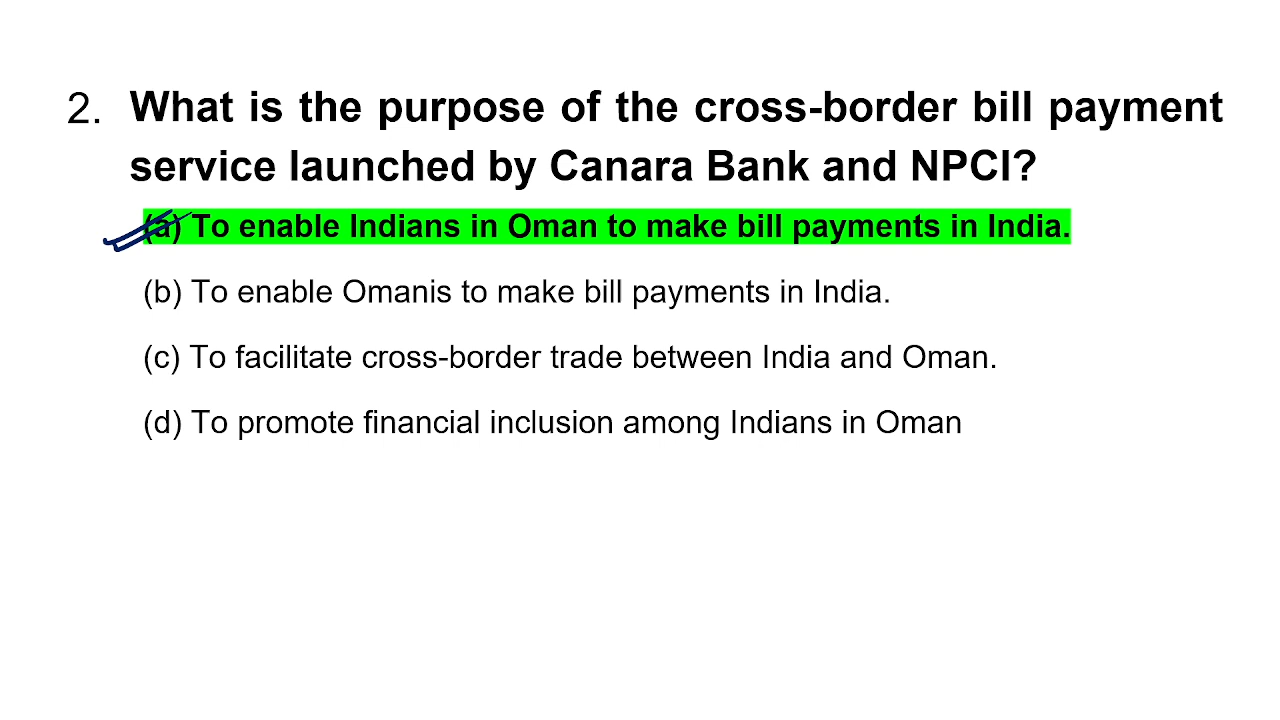 2. What is the purpose of the cross-border bill payment
service launched by Canara Bank and NPCI?
(a) To enable Indians in Oman to make bill payments in India.
(b) To enable Omanis to make bill payments in India.
(c) To facilitate cross-border trade between India and Oman.
(d) To promote financial inclusion among Indians in Oman